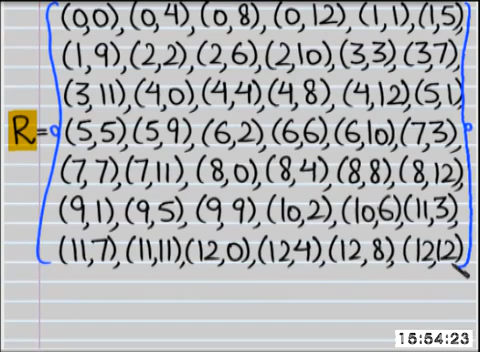 (0,0), (0,4), (0,8), (0,12), (1,1), (1,5)
(1,9), (2,2), (2,6), (2,10), (3,3), (3,7),
(3,11), (4,0), (4,4), (4,8), (4,12) (5,1)
R = (5,5) (5,9), (6,2), (6,6), (6,10), (7,3),
(7,7), (7,11), (8,0), (8,4), (8,8), (8,12),
(9,1), (9,5), (9,9), (10,2), (10,6) (11,3),
(11,7), (11,11) (12,0), (12,4), (12,8), (12,12)
15:54:23